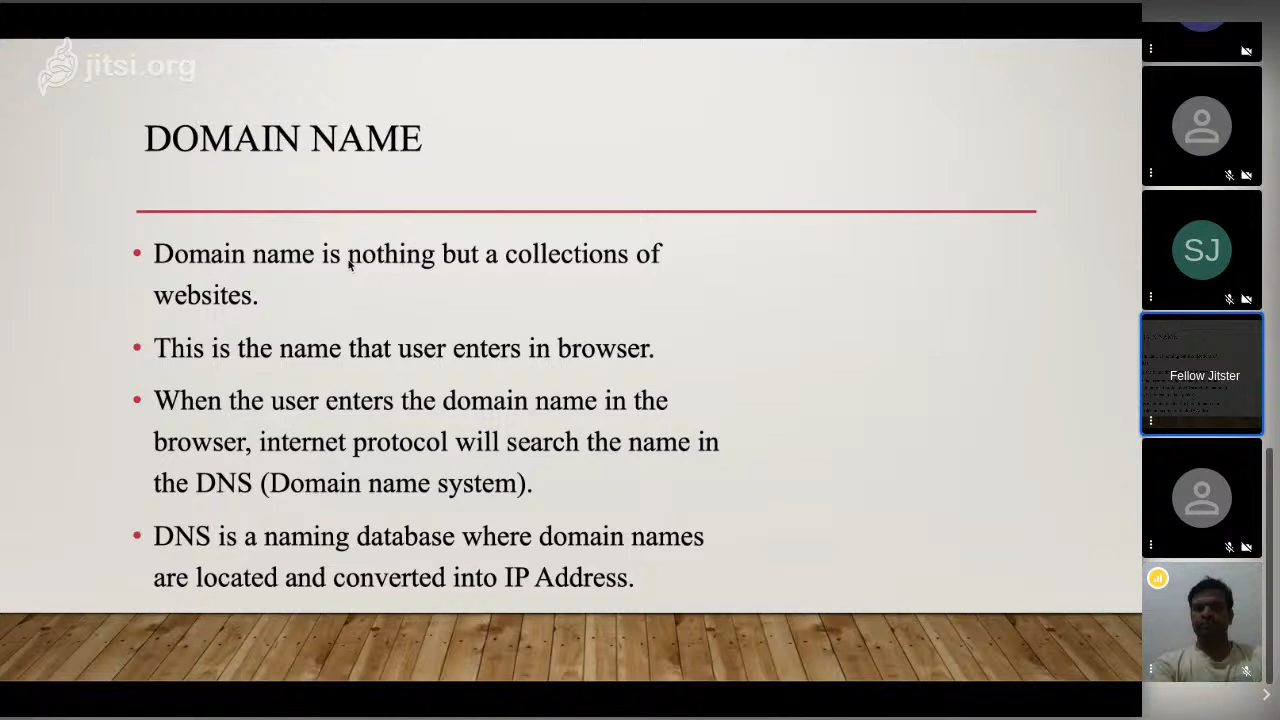 jitsi.org
DOMAIN NAME
• Domain name is nothing but a collections of
websites.
• This is the name that user enters in browser.
• When the user enters the domain name in the
browser, internet protocol will search the name in
the DNS (Domain name system).
• DNS is a naming database where domain names
are located and converted into IP Address.
SJ
Fellow Jitster